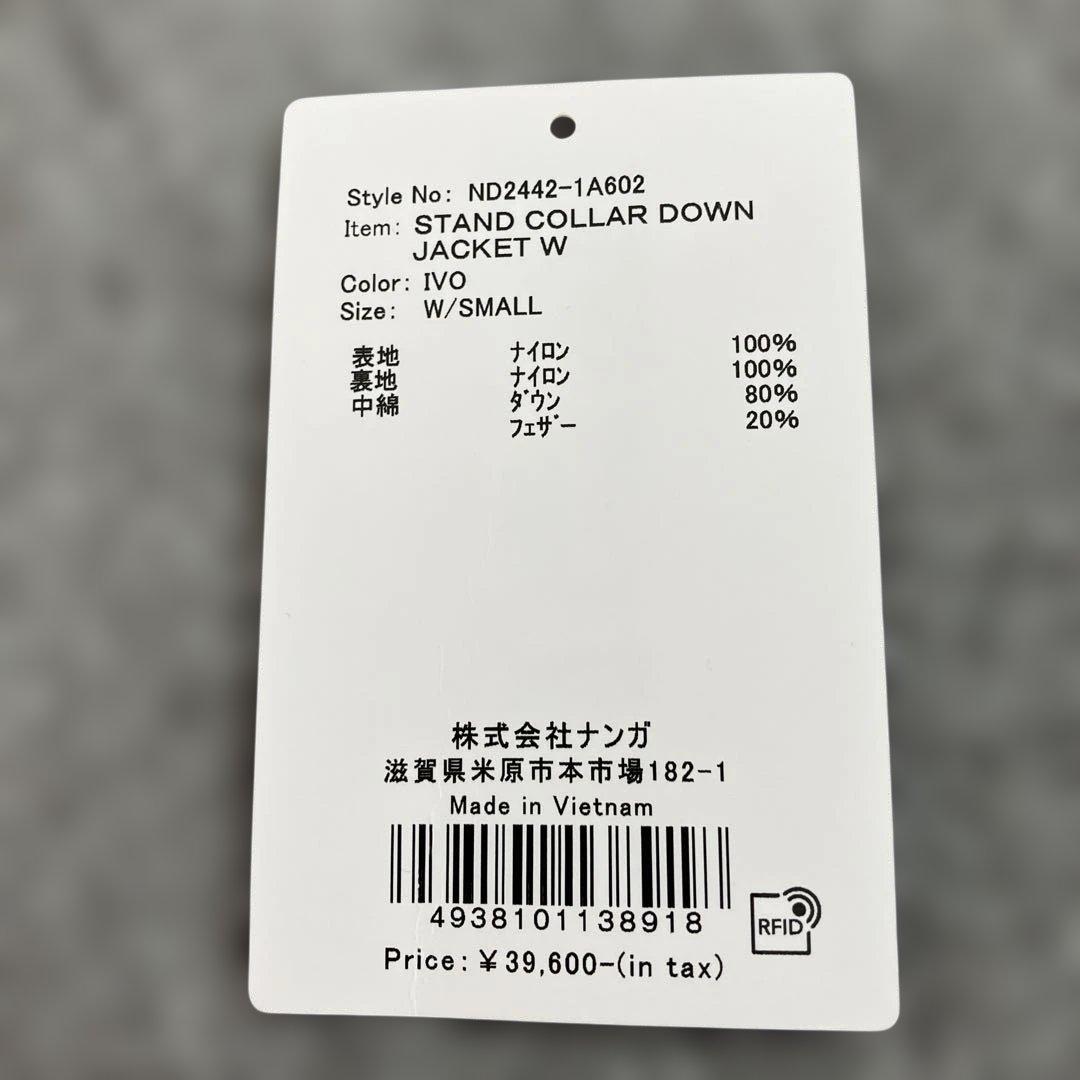 Style No: ND2442-1A602
Item: STAND COLLAR DOWN
JACKET W
Color: IVO
Size: W/SMALL
表地 ﾅｲﾛﾝ 100%
裏地 ﾅｲﾛﾝ 100%
中綿 ﾀﾞｳﾝ 80%
ﾌｪｻﾞｰ 20%
株式会社ナンガ
滋賀県米原市本市場182-1
Made in Vietnam
4938101138918
RFID
Price: ¥39,600-(in tax)